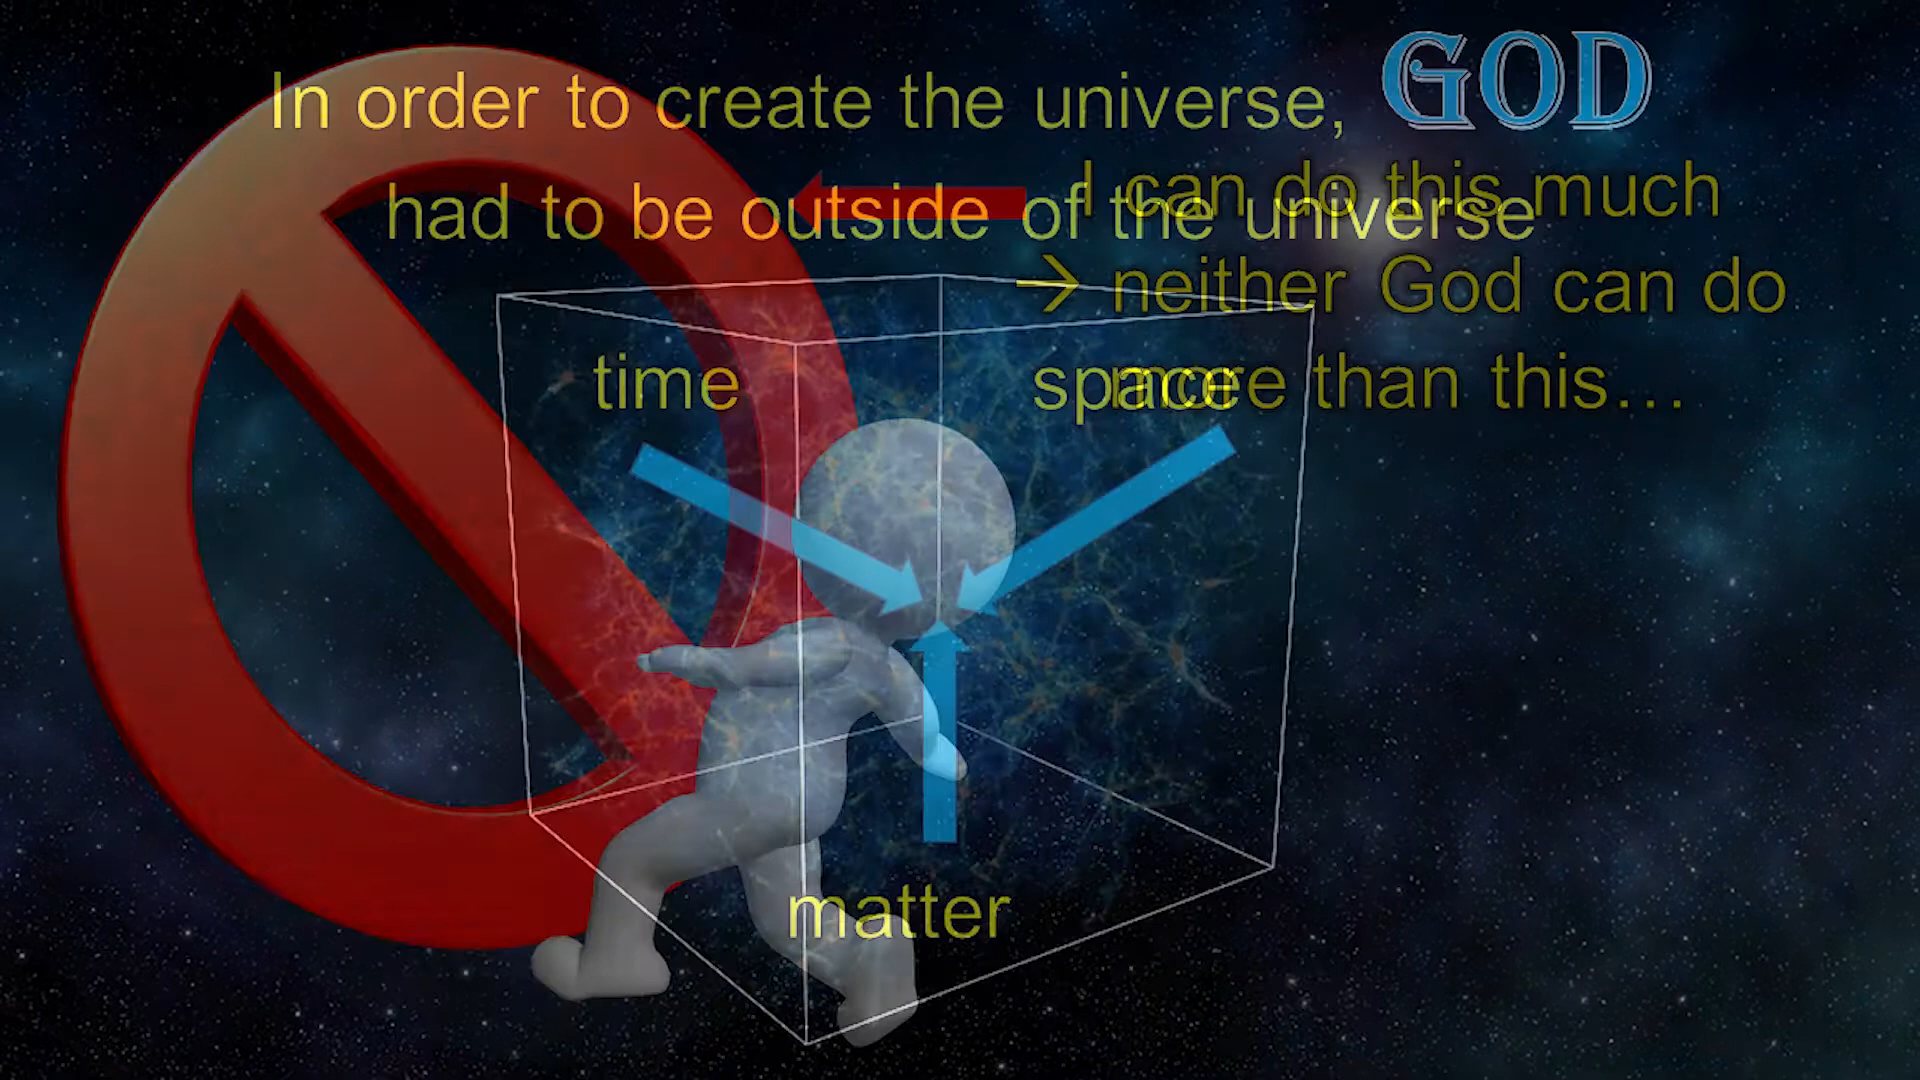 In order to create the universe, GOD
had to be outside of the universe
I can do this much
→ neither God can do
more than this…
time
space
matter